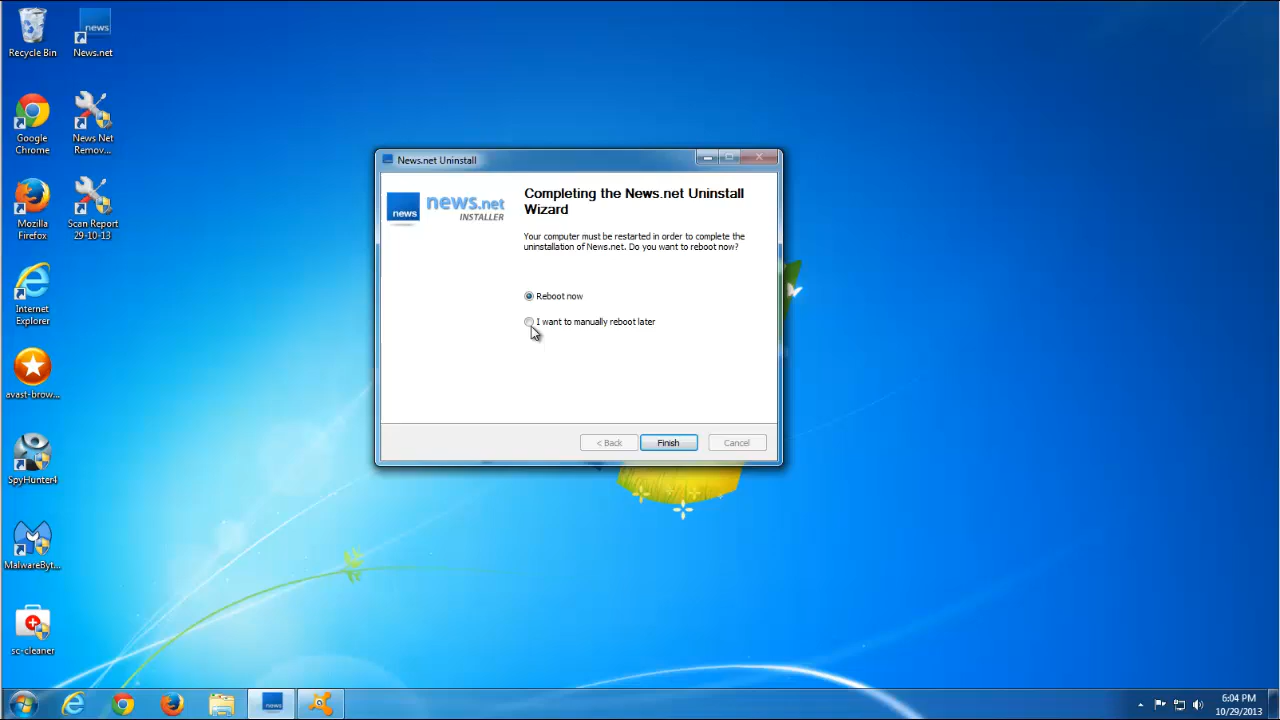 Recycle Bin
news
News.net
Google
Chrome
News Net
Remov...
Mozilla
Firefox
Scan Report
29-10-13
Internet
Explorer
avast-brow...
SpyHunter4
MalwareByt...
sc-cleaner
News.net Uninstall
news
news.net
INSTALLER
Completing the News.net Uninstall
Wizard
Your computer must be restarted in order to complete the
uninstallation of News.net. Do you want to reboot now?
Reboot now
I want to manually reboot later
< Back
Finish
Cancel
news
6:04 PM
10/29/2013